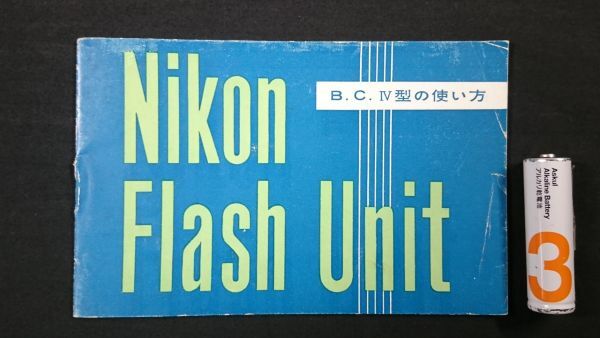 Nikon
Flash Unit
B.C. Ⅳ型の使い方
Askul
Alkaline Battery
アルカリ乾電池
3